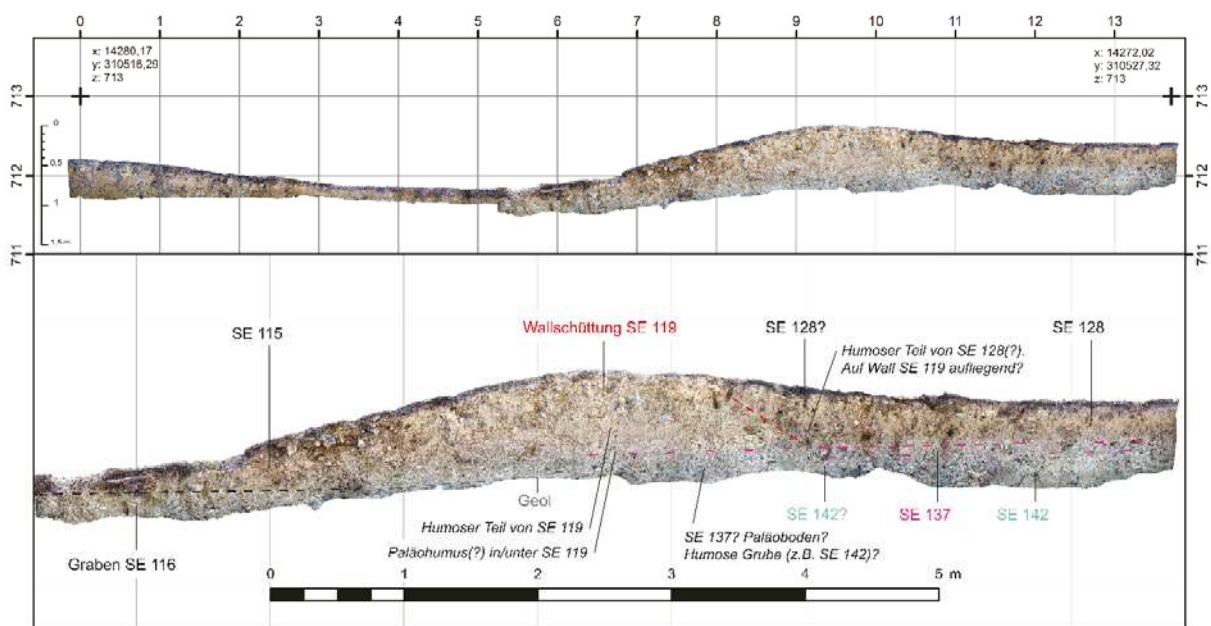 0 1 2 3 4 5 6 7 8 9 10 11 12 13
x: 14280,17
y: 310518,29
z: 713
x: 14272,02
y: 310527,32
z: 713
713
713
0
0.5
712
712
1
1.5m
711
711
SE 115
Wallschüttung SE 119
SE 128?
SE 128
Humoser Teil von SE 128(?).
Auf Wall SE 119 aufliegend?
Geol
Humoser Teil von SE 119
Paläohumus(?) in/unter SE 119
SE 142?
SE 137
SE 142
SE 137? Paläoboden?
Humose Grube (z.B. SE 142)?
Graben SE 116
0 1 2 3 4 5 m